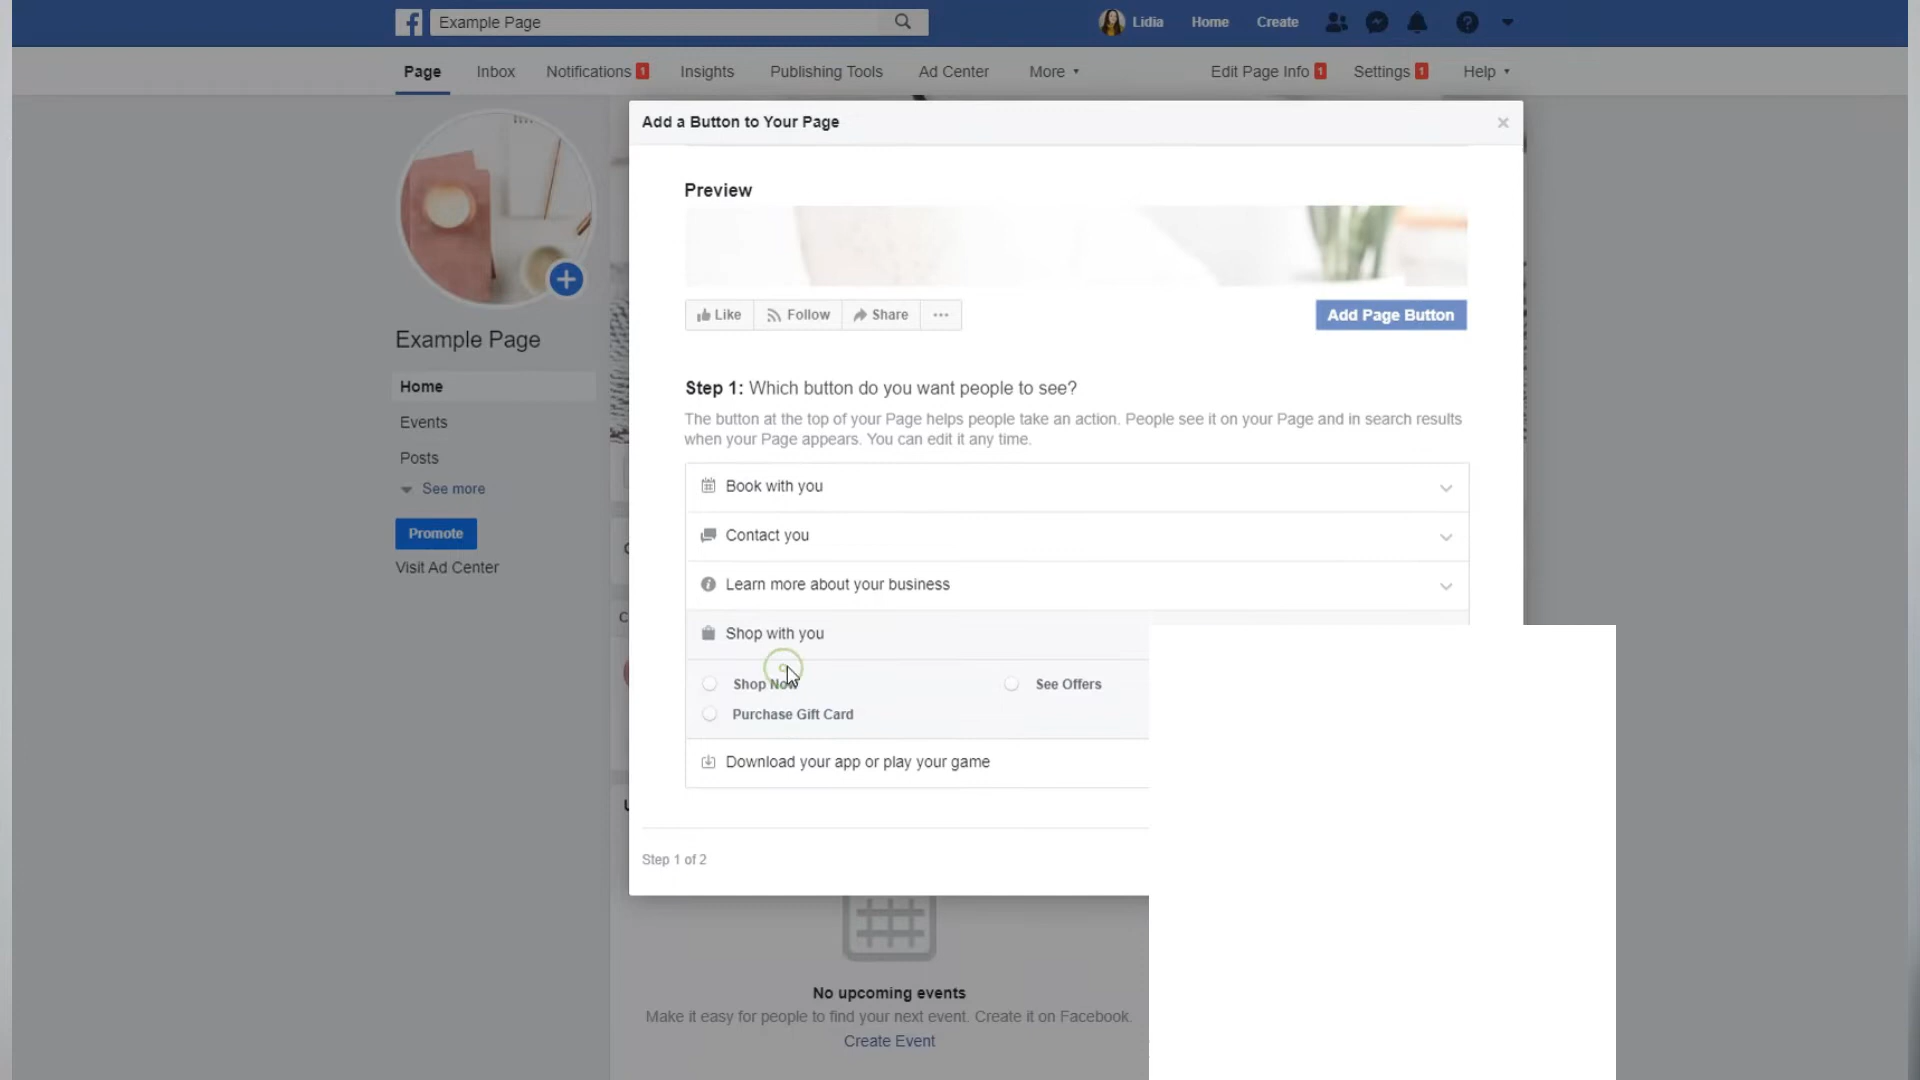 Example Page
Lidia
Home
Create
Page
Inbox
Notifications 1
Insights
Publishing Tools
Ad Center
More
Edit Page Info 1
Settings 1
Help
Add a Button to Your Page
Preview
Like
Follow
Share
Add Page Button
Example Page
Home
Events
Posts
See more
Promote
Visit Ad Center
Step 1: Which button do you want people to see?
The button at the top of your Page helps people take an action. People see it on your Page and in search results
when your Page appears. You can edit it any time.
Book with you
Contact you
Learn more about your business
Shop with you
Shop Now
See Offers
Purchase Gift Card
Download your app or play your game
Step 1 of 2
No upcoming events
Make it easy for people to find your next event. Create it on Facebook.
Create Event